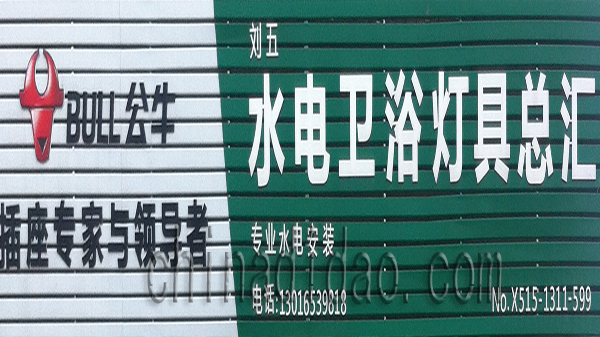 BULL公牛
插座专家与领导者
刘五
水电卫浴灯具总汇
专业水电安装
电话:13016539818
No.X515-1311-599
chinaqidao.com